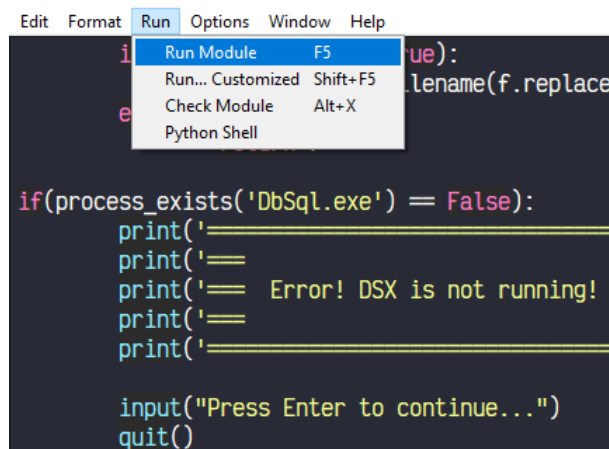 Edit Format Run Options Window Help
Run Module F5
Run... Customized Shift+F5
Check Module Alt+X
Python Shell
i ue):
lename(f.replace
e
if(process_exists('DbSql.exe') == False):
print('==================================
print('===
print('=== Error! DSX is not running!
print('===
print('==================================
input("Press Enter to continue...")
quit()